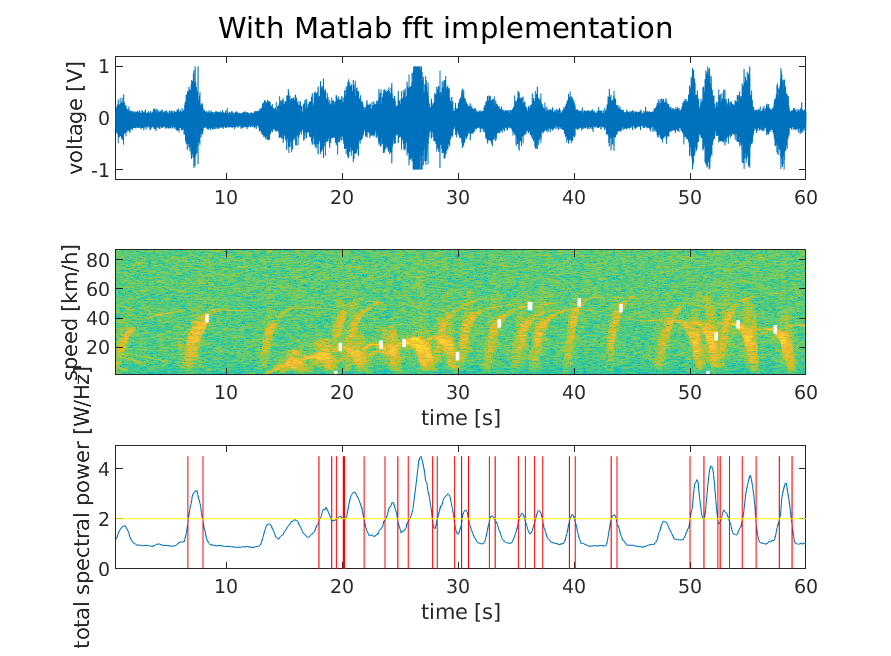 With Matlab fft implementation
voltage [V]
1
0
-1
10 20 30 40 50 60
speed [km/h]
80
60
40
20
10 20 30 40 50 60
time [s]
total spectral power [W/Hz]
4
2
0
10 20 30 40 50 60
time [s]